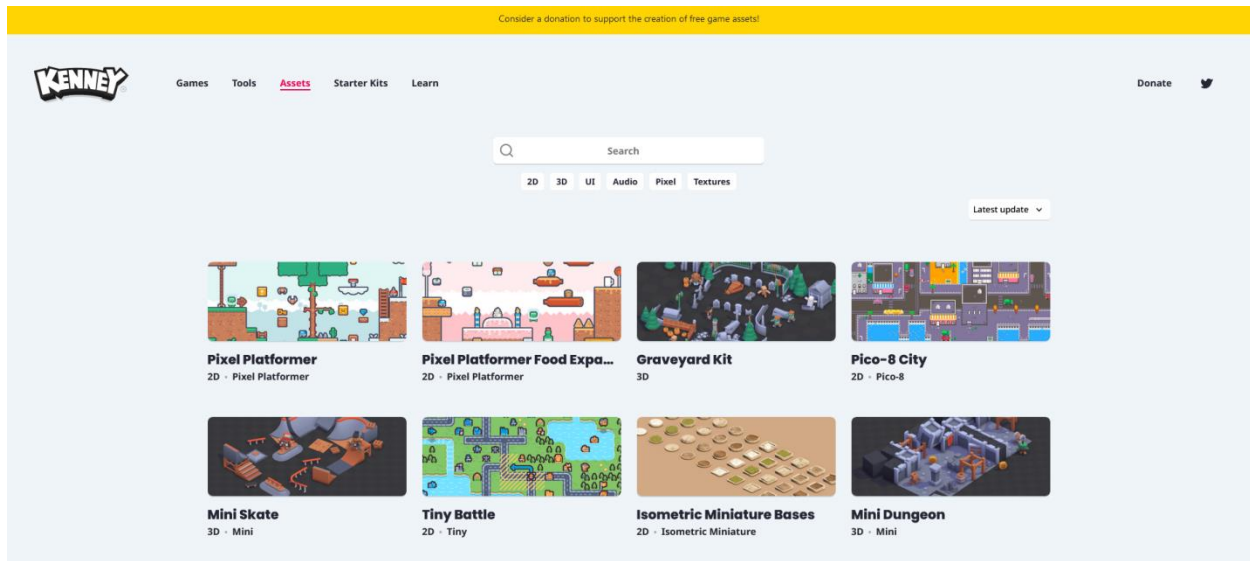 Consider a donation to support the creation of free game assets!
KENNEY
Games Tools Assets Starter Kits Learn Donate
Search
2D 3D UI Audio Pixel Textures
Latest update
Pixel Platformer Pixel Platformer Food Expa... Graveyard Kit Pico-8 City
2D · Pixel Platformer 2D · Pixel Platformer 3D 2D · Pico-8
Mini Skate Tiny Battle Isometric Miniature Bases Mini Dungeon
3D · Mini 2D · Tiny 2D · Isometric Miniature 3D · Mini